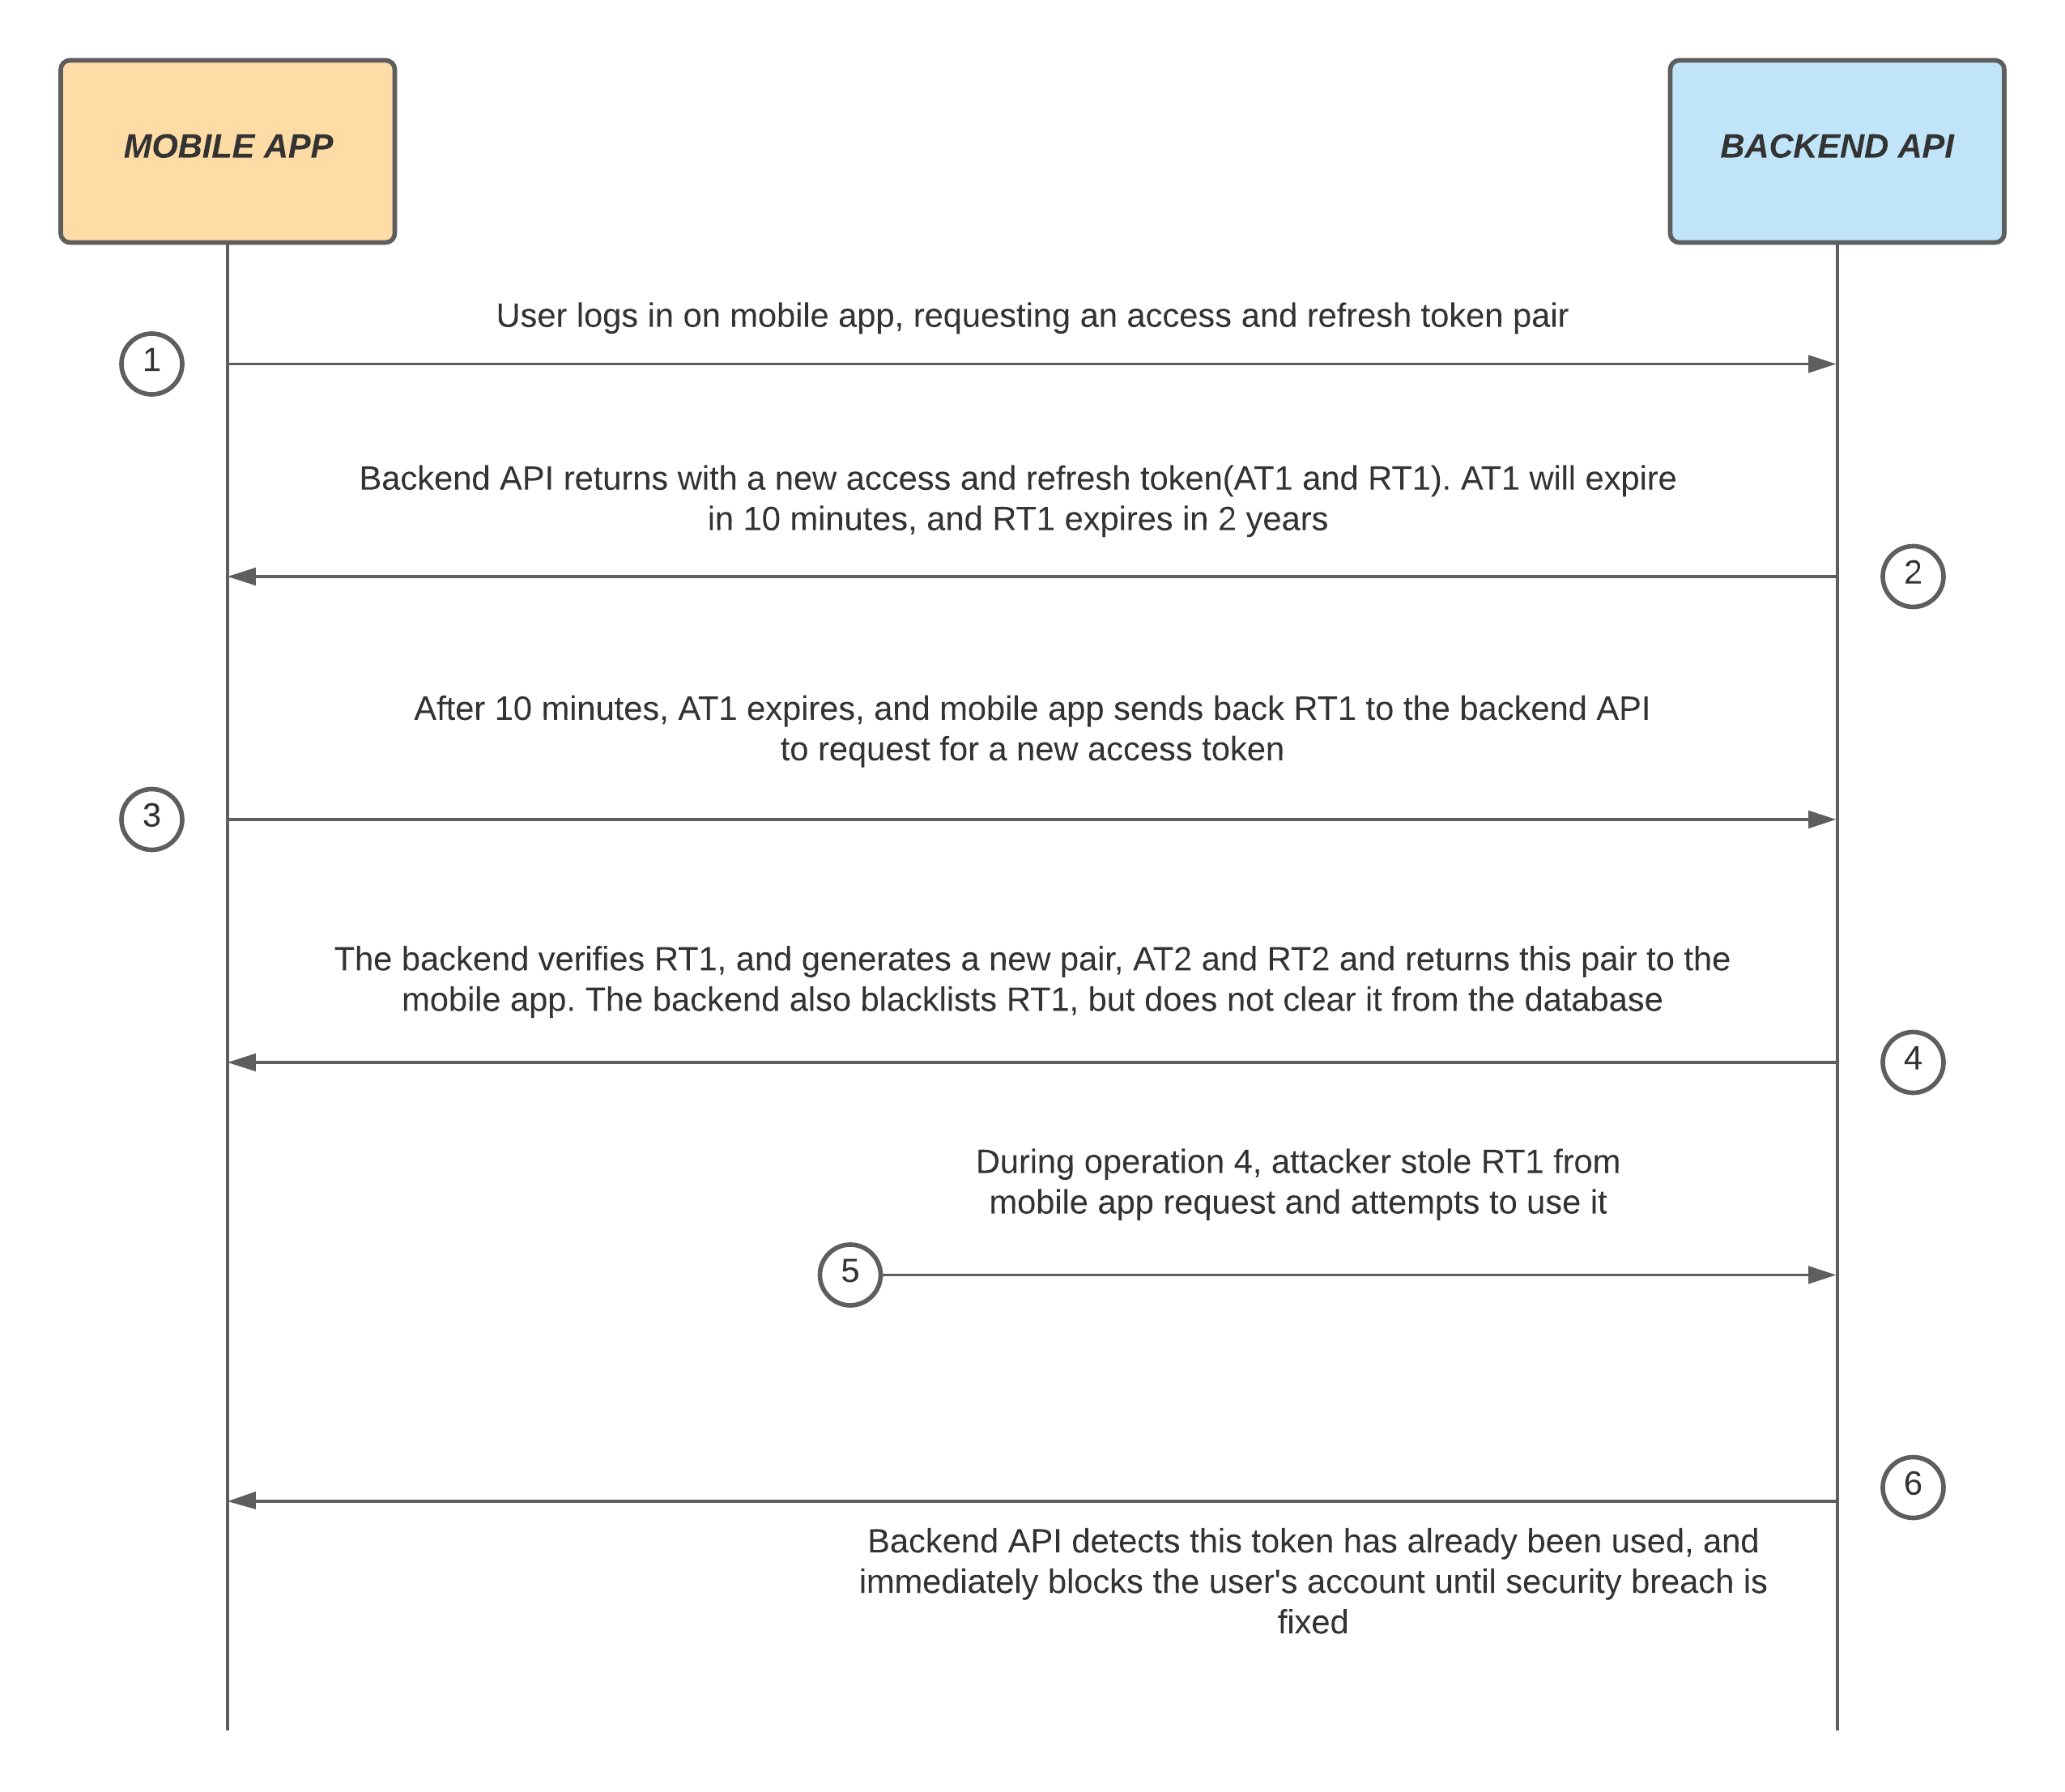 MOBILE APP
BACKEND API
User logs in on mobile app, requesting an access and refresh token pair
1
Backend API returns with a new access and refresh token(AT1 and RT1). AT1 will expire
in 10 minutes, and RT1 expires in 2 years
2
After 10 minutes, AT1 expires, and mobile app sends back RT1 to the backend API
to request for a new access token
3
The backend verifies RT1, and generates a new pair, AT2 and RT2 and returns this pair to the
mobile app. The backend also blacklists RT1, but does not clear it from the database
4
During operation 4, attacker stole RT1 from
mobile app request and attempts to use it
5
6
Backend API detects this token has already been used, and
immediately blocks the user's account until security breach is
fixed